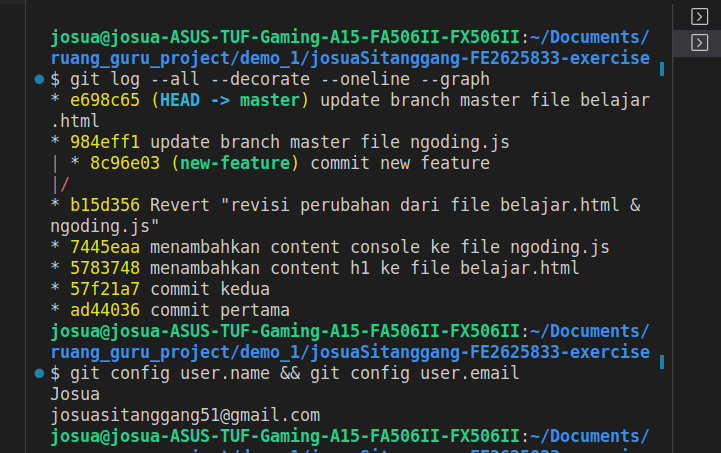 josua@josua-ASUS-TUF-Gaming-A15-FA506II-FX506II:~/Documents/
ruang_guru_project/demo_1/josuaSitanggang-FE2625833-exercise
$ git log --all --decorate --oneline --graph
* e698c65 (HEAD -> master) update branch master file belajar
.html
* 984eff1 update branch master file ngoding.js
| * 8c96e03 (new-feature) commit new feature
|/
* b15d356 Revert "revisi perubahan dari file belajar.html &
ngoding.js"
* 7445eaa menambahkan content console ke file ngoding.js
* 5783748 menambahkan content h1 ke file belajar.html
* 57f21a7 commit kedua
* ad44036 commit pertama
josua@josua-ASUS-TUF-Gaming-A15-FA506II-FX506II:~/Documents/
ruang_guru_project/demo_1/josuaSitanggang-FE2625833-exercise
$ git config user.name && git config user.email
Josua
josuasitanggang51@gmail.com
josua@josua-ASUS-TUF-Gaming-A15-FA506II-FX506II:~/Documents/